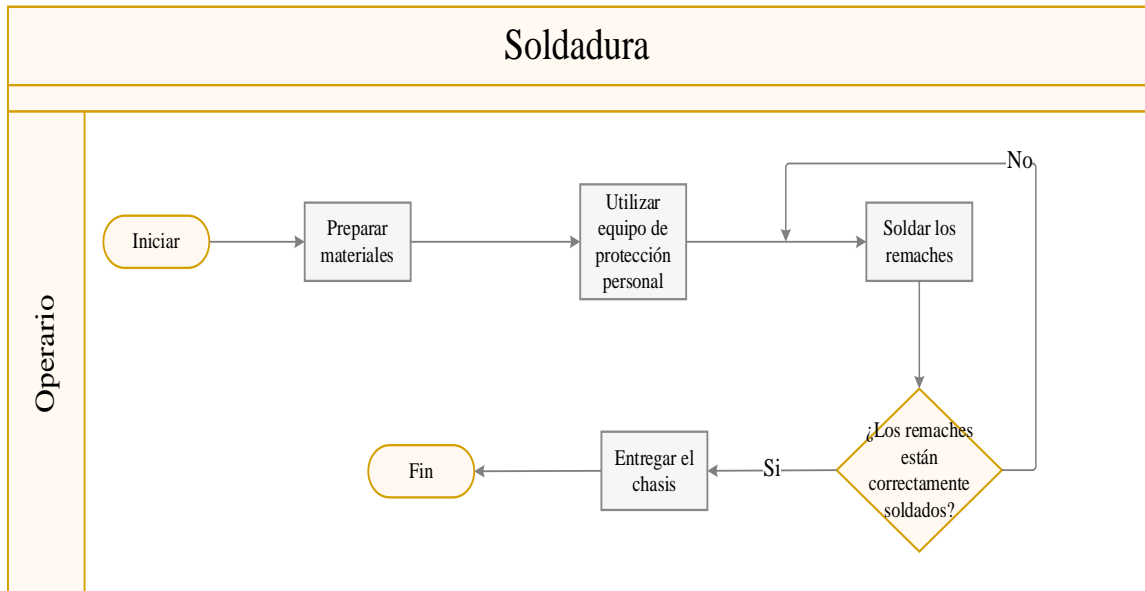 Soldadura
Operario
Iniciar
Preparar
materiales
Utilizar
equipo de
protección
personal
Soldar los
remaches
No
¿Los remaches
están
correctamente
soldados?
Si
Entregar el
chasis
Fin